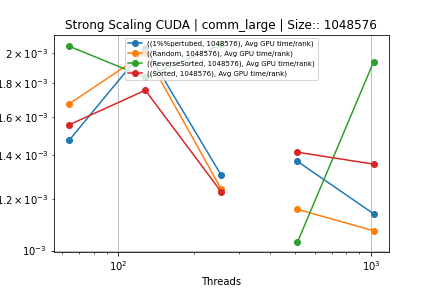 Strong Scaling CUDA | comm_large | Size:: 1048576
((1%%pertubed, 1048576), Avg GPU time/rank)
((Random, 1048576), Avg GPU time/rank)
((ReverseSorted, 1048576), Avg GPU time/rank)
((Sorted, 1048576), Avg GPU time/rank)
2 × 10⁻³
1.8 × 10⁻³
1.6 × 10⁻³
1.4 × 10⁻³
1.2 × 10⁻³
10⁻³
10² 10³
Threads